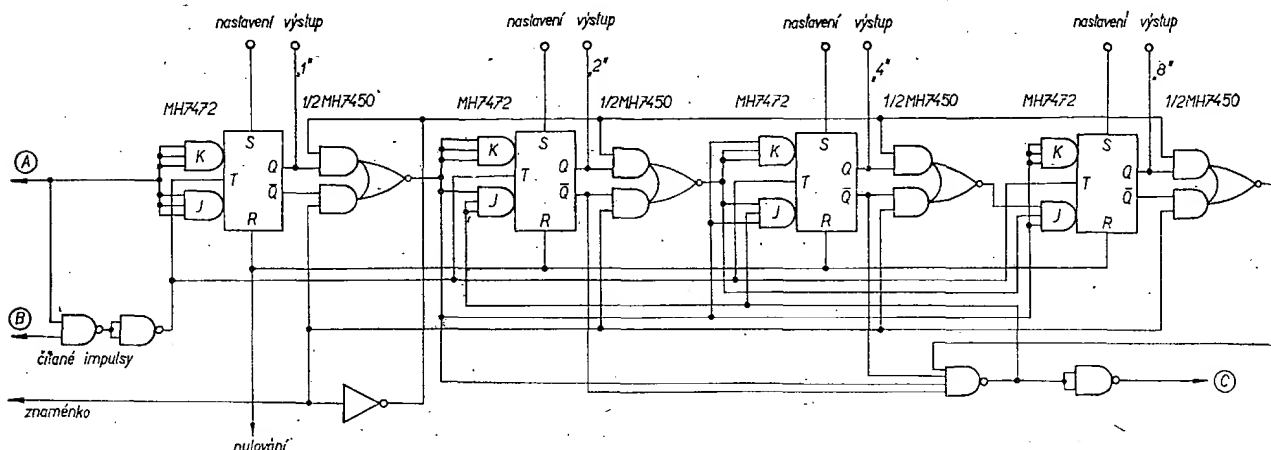 nastavení výstup
nastavení výstup
nastavení výstup
nastavení výstup
„1"
„2"
„4"
„8"
MH7472
1/2MH7450
MH7472
1/2MH7450
MH7472
1/2MH7450
MH7472
1/2MH7450
A
K
J
T
S
Q
Q̅
R
K
J
T
S
Q
Q̅
R
K
J
T
S
Q
Q̅
R
K
J
T
S
Q
Q̅
R
B
čítané impulsy
C
znaménko
nulování